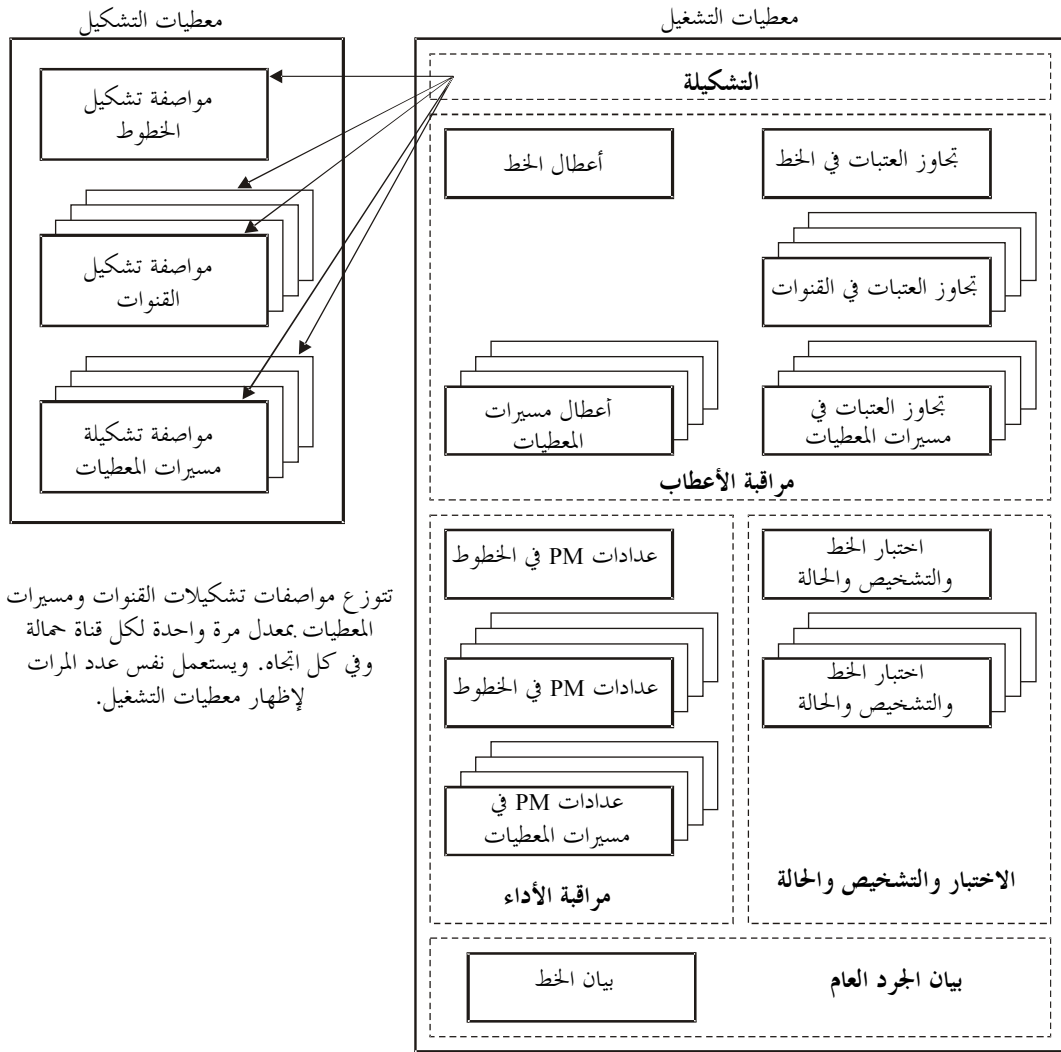 معطيات التشغيل
معطيات التشكيل
التشكيلة
مواصفة تشكيل
الخطوط
مواصفة تشكيل
القنوات
مواصفة تشكيلة
مسيرات المعطيات
تجاوز العتبات في الخط
أعطال الخط
تجاوز العتبات في القنوات
تجاوز العتبات في
مسيرات المعطيات
أعطال مسيرات
المعطيات
مراقبة الأعطاب
اختبار الخط
والتشخيص والحالة
اختبار الخط
والتشخيص والحالة
الاختبار والتشخيص والحالة
عدادات PM في الخطوط
عدادات PM في الخطوط
عدادات PM في
مسيرات المعطيات
مراقبة الأداء
بيان الجرد العام
بيان الخط
تتوزع مواصفات تشكيلات القنوات ومسيرات
المعطيات بمعدل مرة واحدة لكل قناة حمالة
وفي كل اتجاه. ويستعمل نفس عدد المرات
لإظهار معطيات التشغيل.